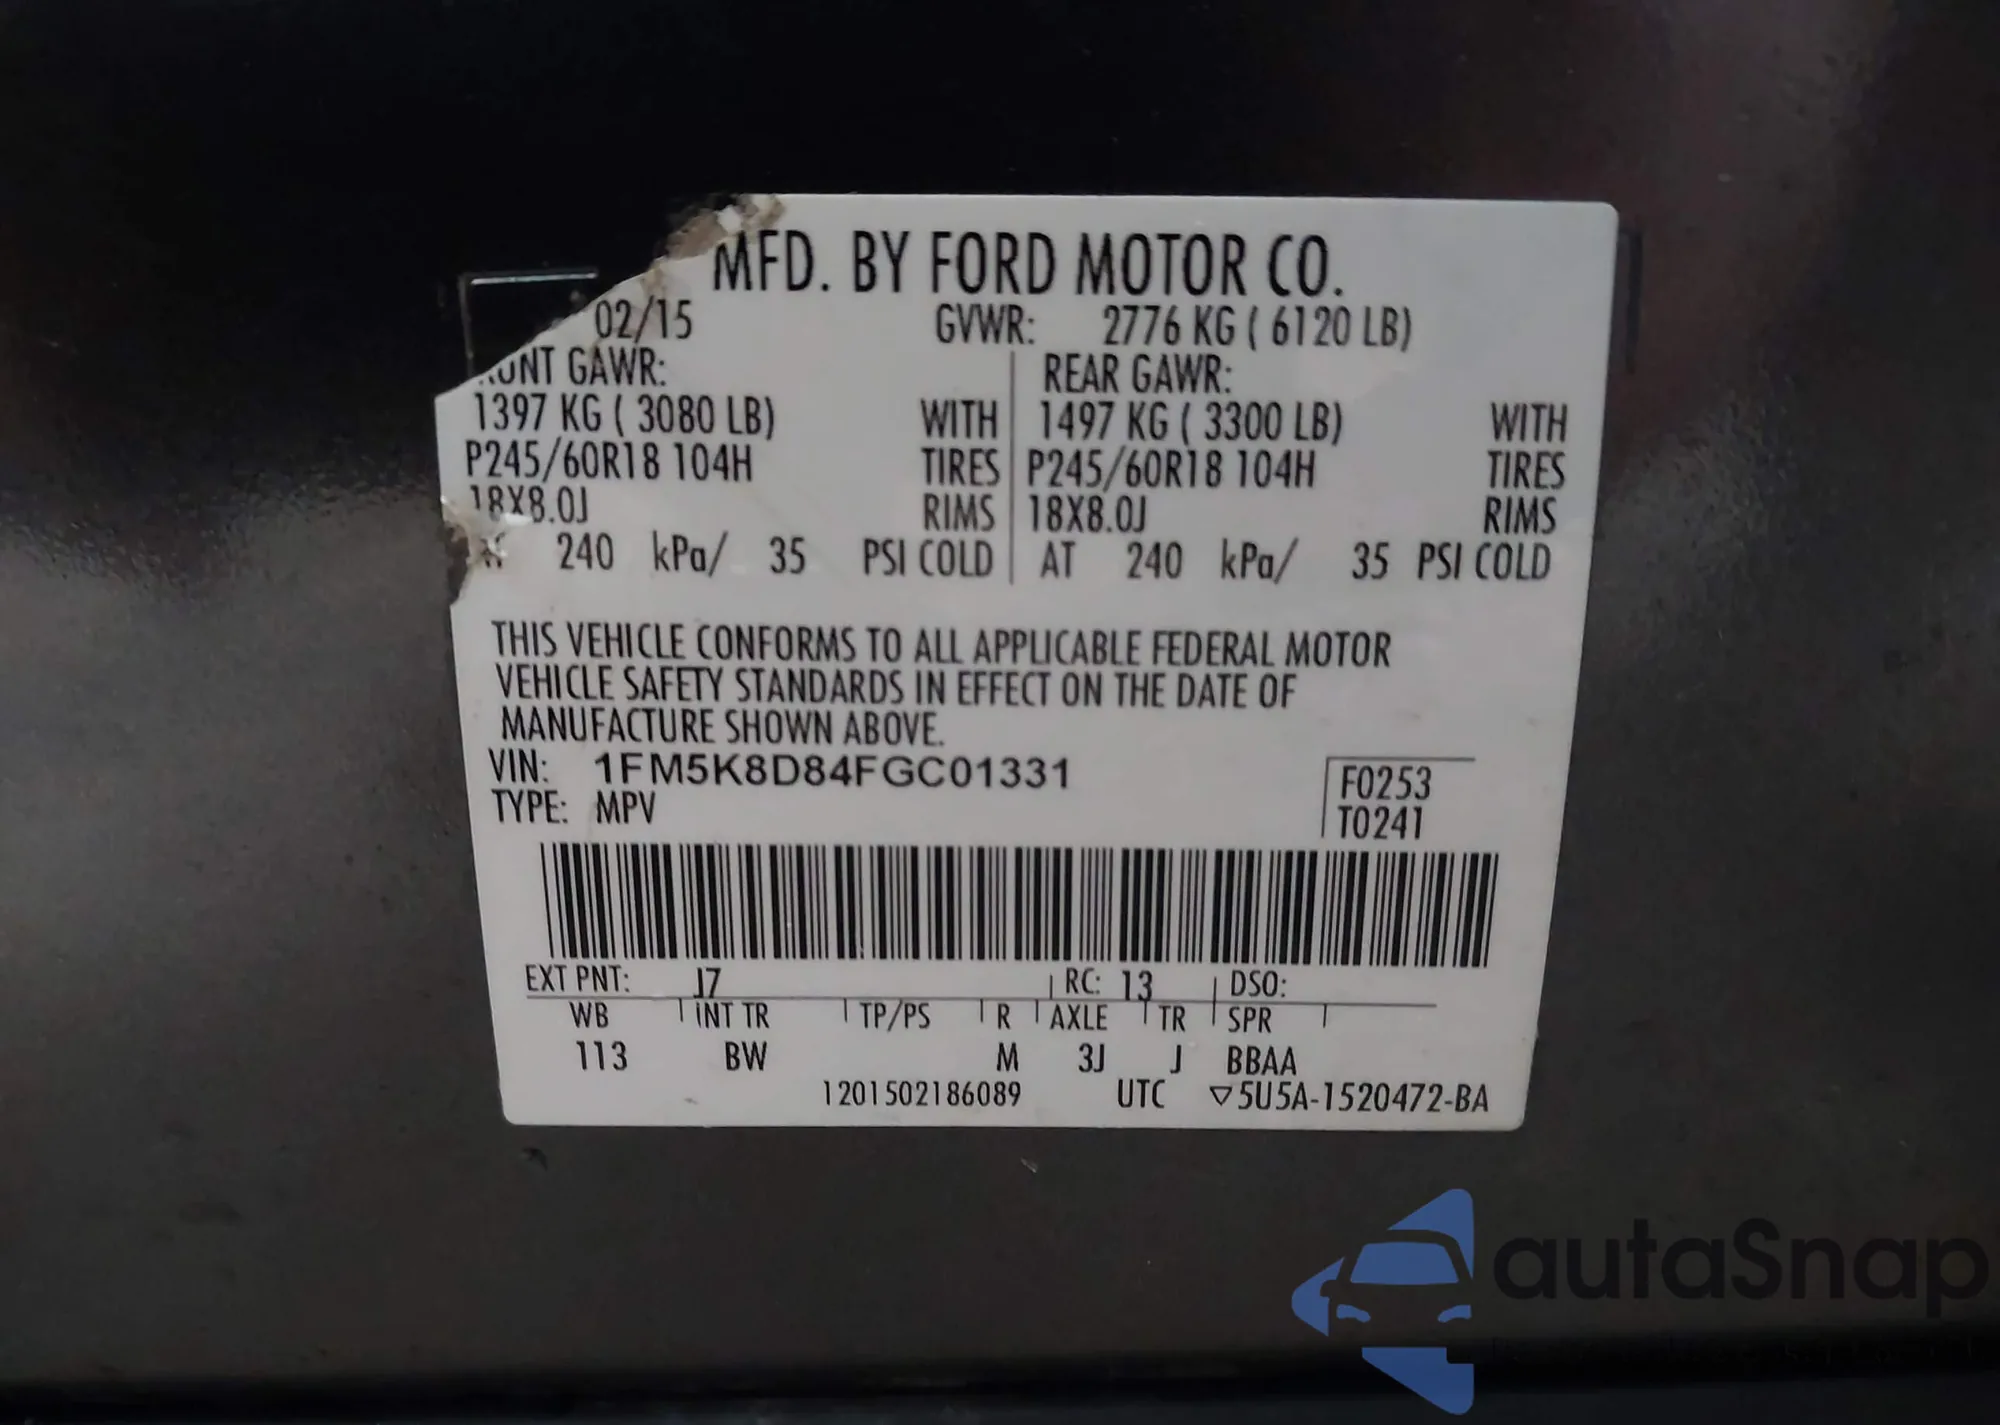 MFD. BY FORD MOTOR CO.
02/15 GVWR: 2776 KG ( 6120 LB)
UNT GAWR: REAR GAWR:
1397 KG ( 3080 LB) WITH 1497 KG ( 3300 LB) WITH
P245/60R18 104H TIRES P245/60R18 104H TIRES
18X8.0J RIMS 18X8.0J RIMS
240 kPa/ 35 PSI COLD AT 240 kPa/ 35 PSI COLD
THIS VEHICLE CONFORMS TO ALL APPLICABLE FEDERAL MOTOR
VEHICLE SAFETY STANDARDS IN EFFECT ON THE DATE OF
MANUFACTURE SHOWN ABOVE.
VIN: 1FM5K8D84FGC01331 F0253
TYPE: MPV T0241
EXT PNT: J7 RC: 13 DSO:
WB INT TR TP/PS R AXLE TR SPR
113 BW M 3J J BBAA
1201502186089 UTC ▽5U5A-1520472-BA
autoSnap